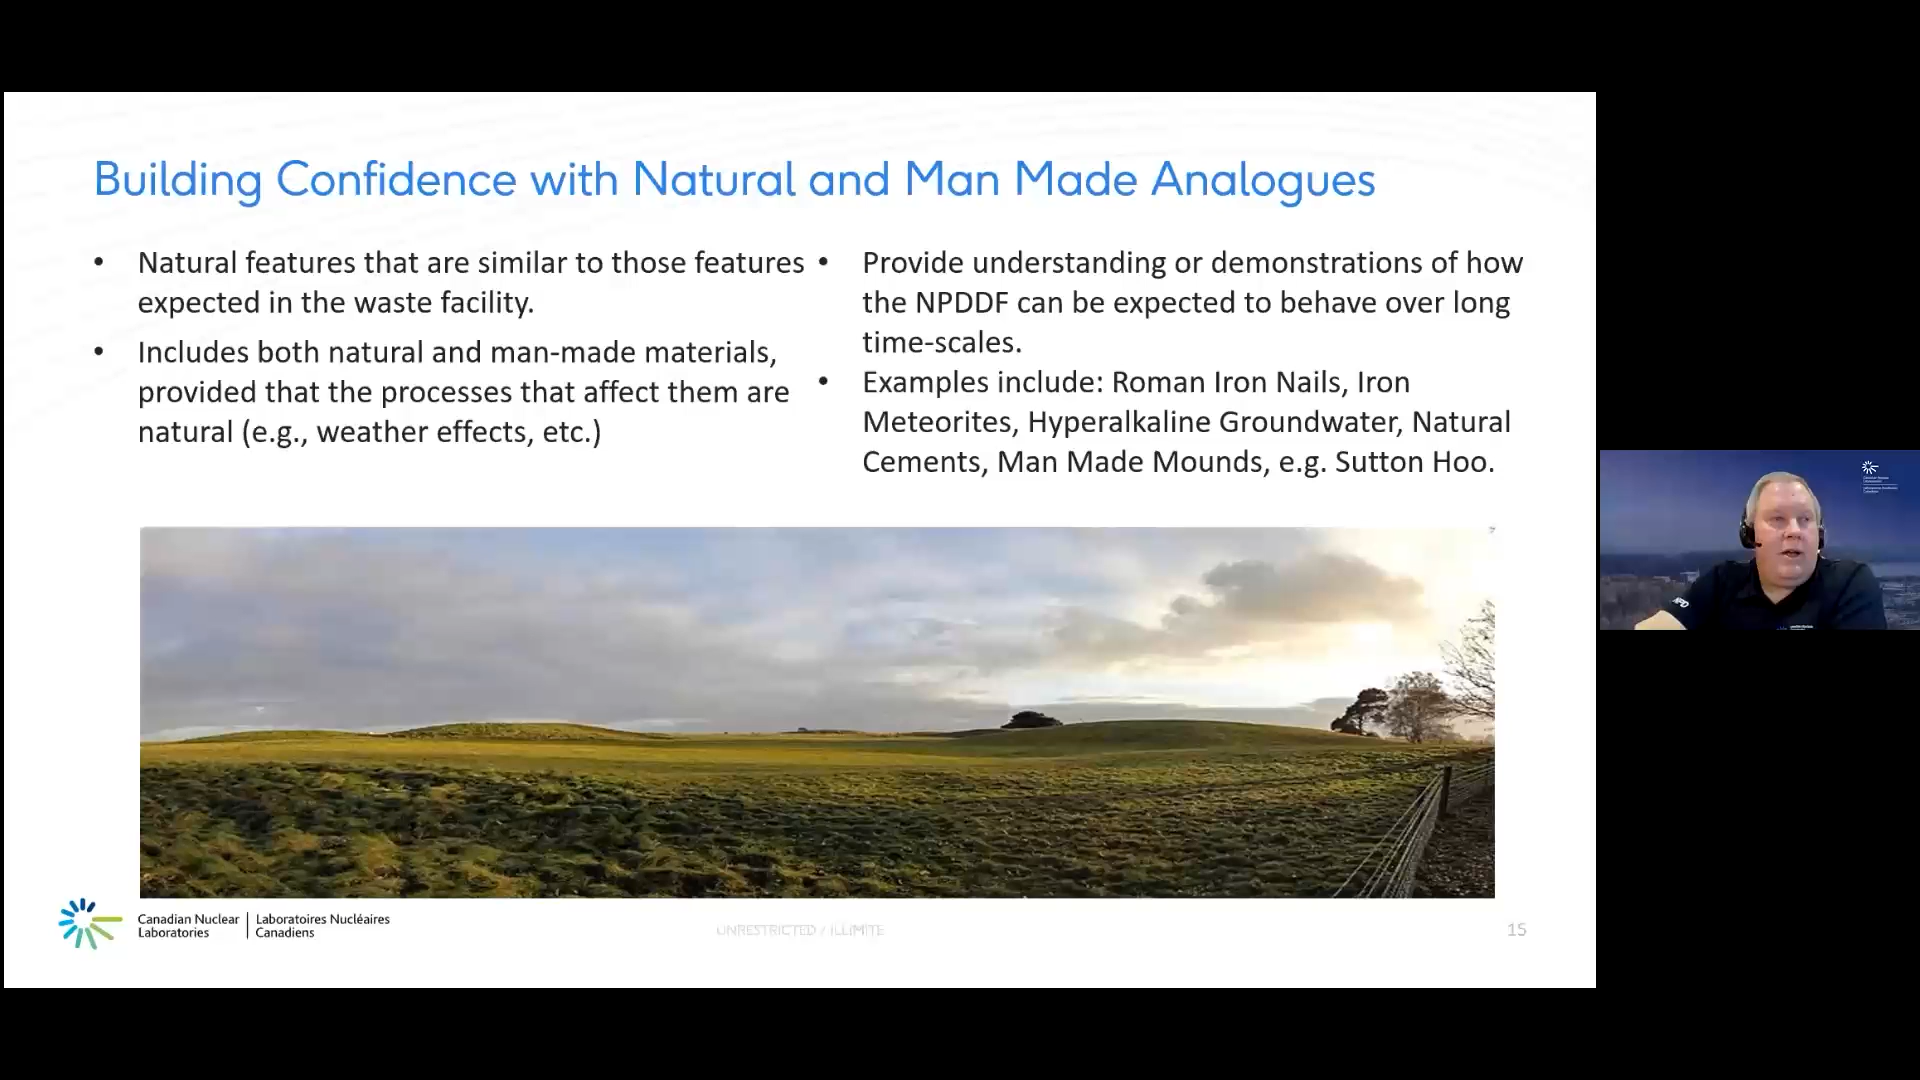 Building Confidence with Natural and Man Made Analogues
• Natural features that are similar to those features
expected in the waste facility.
• Includes both natural and man-made materials,
provided that the processes that affect them are
natural (e.g., weather effects, etc.)
• Provide understanding or demonstrations of how
the NPDDF can be expected to behave over long
time-scales.
• Examples include: Roman Iron Nails, Iron
Meteorites, Hyperalkaline Groundwater, Natural
Cements, Man Made Mounds, e.g. Sutton Hoo.
Canadian Nuclear
Laboratories
Laboratoires Nucléaires
Canadiens
UNRESTRICTED / ILLIMITÉ
15